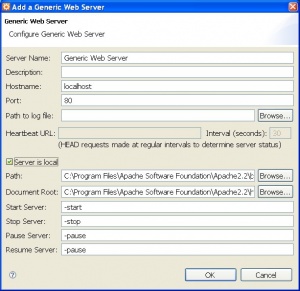 Add a Generic Web Server
Generic Web Server
Configure Generic Web Server
Server Name: Generic Web Server
Description:
Hostname: localhost
Port: 80
Path to log file: Browse...
Heartbeat URL: Interval (seconds): 30
(HEAD requests made at regular intervals to determine server status)
Server is local
Path: C:\Program Files\Apache Software Foundation\Apache2.2\b Browse...
Document Root: C:\Program Files\Apache Software Foundation\Apache2.2\h Browse...
Start Server: -start
Stop Server: -stop
Pause Server: -pause
Resume Server: -pause
OK Cancel